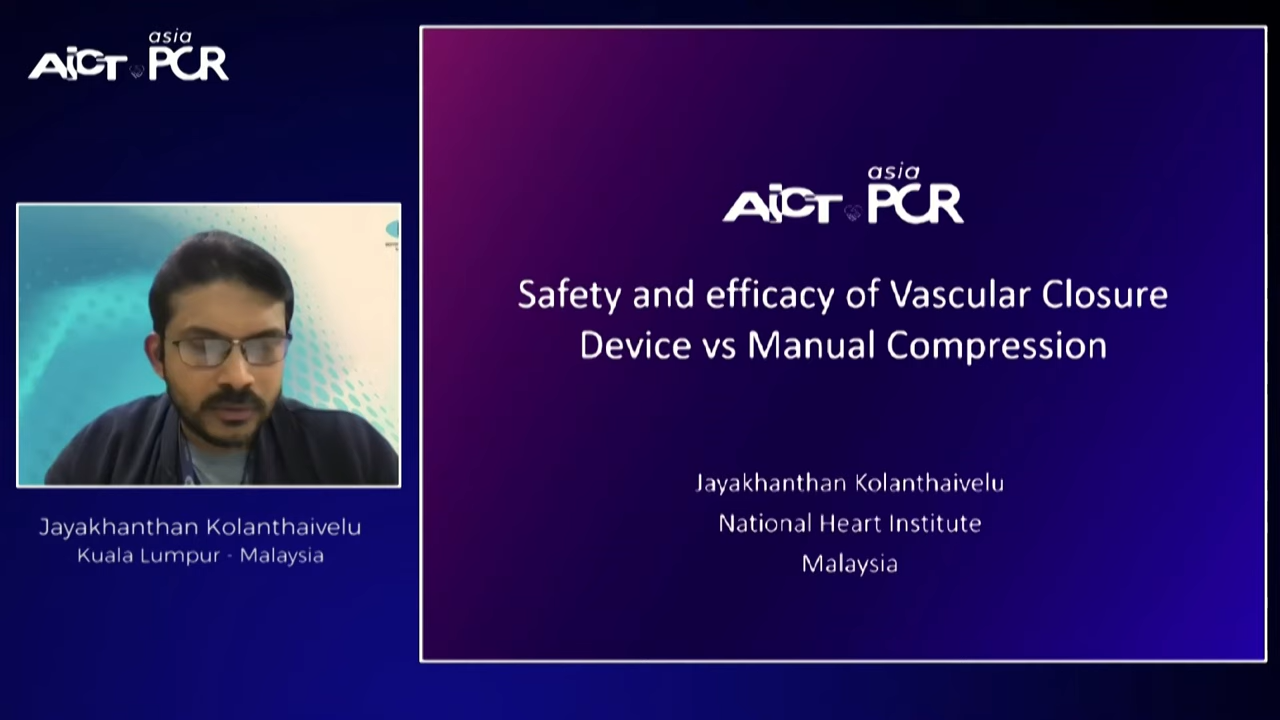 asia
AICT PCR
asia
AICT PCR
Safety and efficacy of Vascular Closure
Device vs Manual Compression
Jayakhanthan Kolanthaivelu
National Heart Institute
Malaysia
Jayakhanthan Kolanthaivelu
Kuala Lumpur - Malaysia